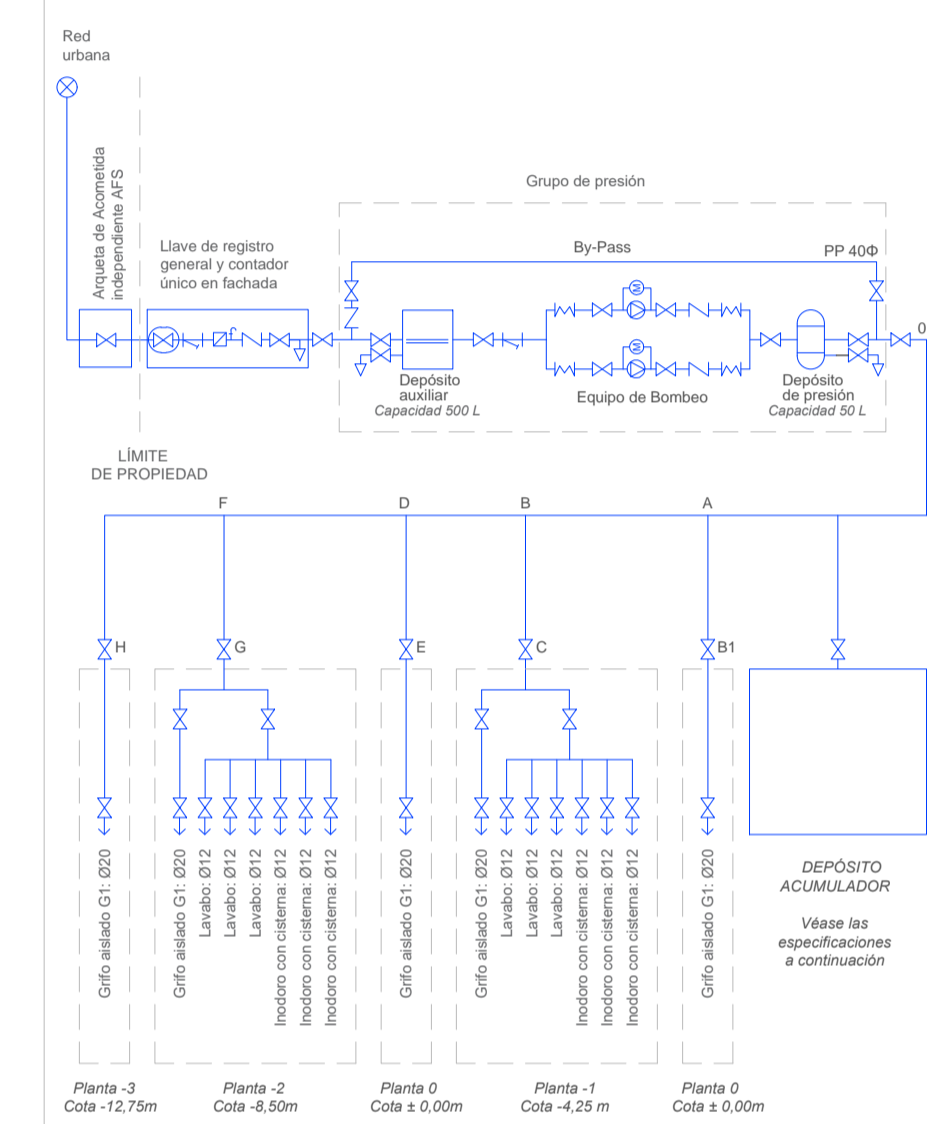 Red
urbana
Arqueta de Acometida
independiente AFS
Llave de registro
general y contador
único en fachada
Grupo de presión
By-Pass
PP 40Φ
0
M
M
f
Depósito
auxiliar
Capacidad 500 L
Equipo de Bombeo
Depósito
de presión
Capacidad 50 L
LÍMITE
DE PROPIEDAD
F
D
B
A
H
G
E
C
B1
Grifo aislado G1: Ø20
Grifo aislado G1: Ø20
Lavabo: Ø12
Lavabo: Ø12
Lavabo: Ø12
Inodoro con cisterna: Ø12
Inodoro con cisterna: Ø12
Inodoro con cisterna: Ø12
Grifo aislado G1: Ø20
Grifo aislado G1: Ø20
Lavabo: Ø12
Lavabo: Ø12
Lavabo: Ø12
Inodoro con cisterna: Ø12
Inodoro con cisterna: Ø12
Inodoro con cisterna: Ø12
Grifo aislado G1: Ø20
DEPÓSITO
ACUMULADOR
Véase las
especificaciones
a continuación
Planta -3
Cota -12,75m
Planta -2
Cota -8,50m
Planta 0
Cota ± 0,00m
Planta -1
Cota -4,25 m
Planta 0
Cota ± 0,00m